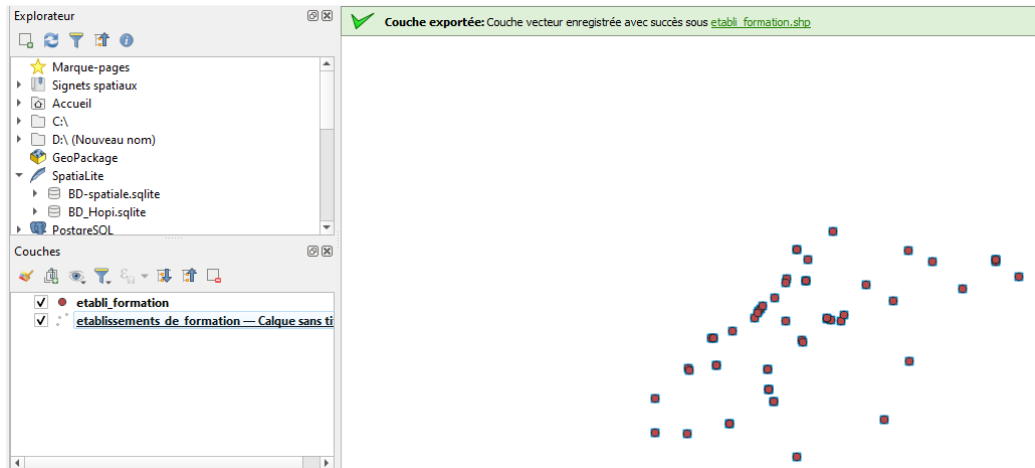 Explorateur
Couche exportée: Couche vecteur enregistrée avec succès sous etabli_formation.shp
Marque-pages
Signets spatiaux
Accueil
C:\
D:\ (Nouveau nom)
GeoPackage
SpatiaLite
BD-spatiale.sqlite
BD_Hopi.sqlite
PostgreSQL
Couches
etabli_formation
etablissements_de_formation — Calque sans ti